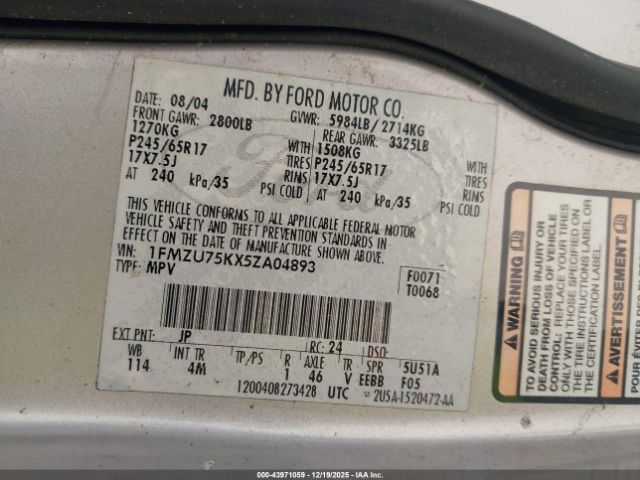 MFD. BY FORD MOTOR CO.
DATE: 08/04 GVWR: 5984LB/ 2714KG
FRONT GAWR: 2800LB REAR GAWR: 3325LB
1270KG WITH 1508KG WITH
P245/65R17 TIRES P245/65R17 TIRES
17X7.5J RIMS 17X7.5J RIMS
AT 240 kPa/35 PSI COLD AT 240 kPa/35 PSI COLD
THIS VEHICLE CONFORMS TO ALL APPLICABLE FEDERAL MOTOR
VEHICLE SAFETY AND THEFT PREVENTION STANDARDS IN
EFFECT ON THE DATE OF MANUFACTURE SHOWN ABOVE.
VIN: 1FMZU75KX5ZA04893
TYPE: MPV
F0071
T0068
EXT PNT: JP RC: 24 DSO:
WB INT TR TP/PS R AXLE TR SPR 5U51A
114 4M 1 46 V EEBB F05
1200408273428 UTC 2U5A-1520472-AA
Ford
WARNING
TO AVOID SERIOUS INJURY OR
DEATH FROM LOSS OF VEHICLE
CONTROL: REPLACE YOUR TIRES
ONLY WITH THOSE SPECIFIED
ON CERTIFICATION LABEL OR
TIRE INSTRUCTIONS LABEL.
000-43971059 - 12/19/2025 - IAAI, Inc.